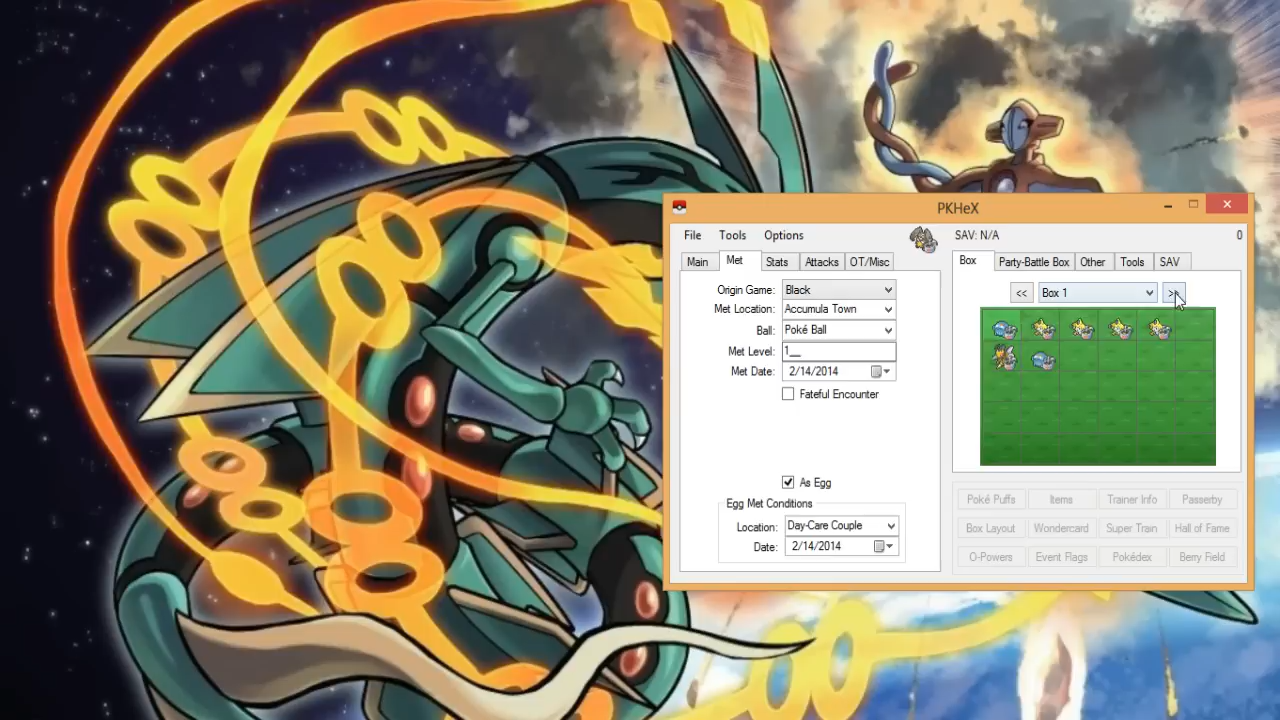 PKHeX
File Tools Options
SAV: N/A 0
Main Met Stats Attacks OT/Misc
Box Party-Battle Box Other Tools SAV
Origin Game: Black
Met Location: Accumula Town
Ball: Poké Ball
Met Level: 1__
Met Date: 2/14/2014
Fateful Encounter
As Egg
Egg Met Conditions
Location: Day-Care Couple
Date: 2/14/2014
<< Box 1 >>
Poké Puffs Items Trainer Info Passerby
Box Layout Wondercard Super Train Hall of Fame
O-Powers Event Flags Pokédex Berry Field